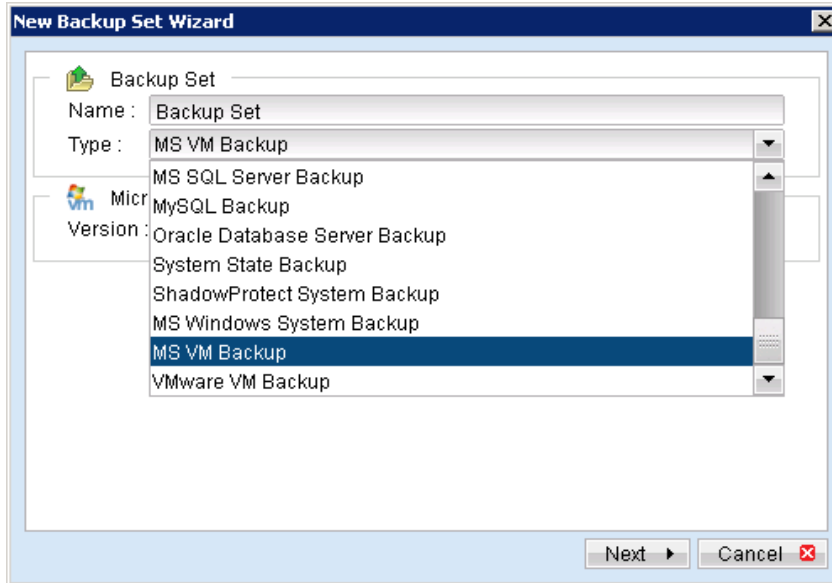 New Backup Set Wizard
Backup Set
Name : Backup Set
Type : MS VM Backup
MS SQL Server Backup
Micr
MySQL Backup
Version :
Oracle Database Server Backup
System State Backup
ShadowProtect System Backup
MS Windows System Backup
MS VM Backup
VMware VM Backup
Next Cancel